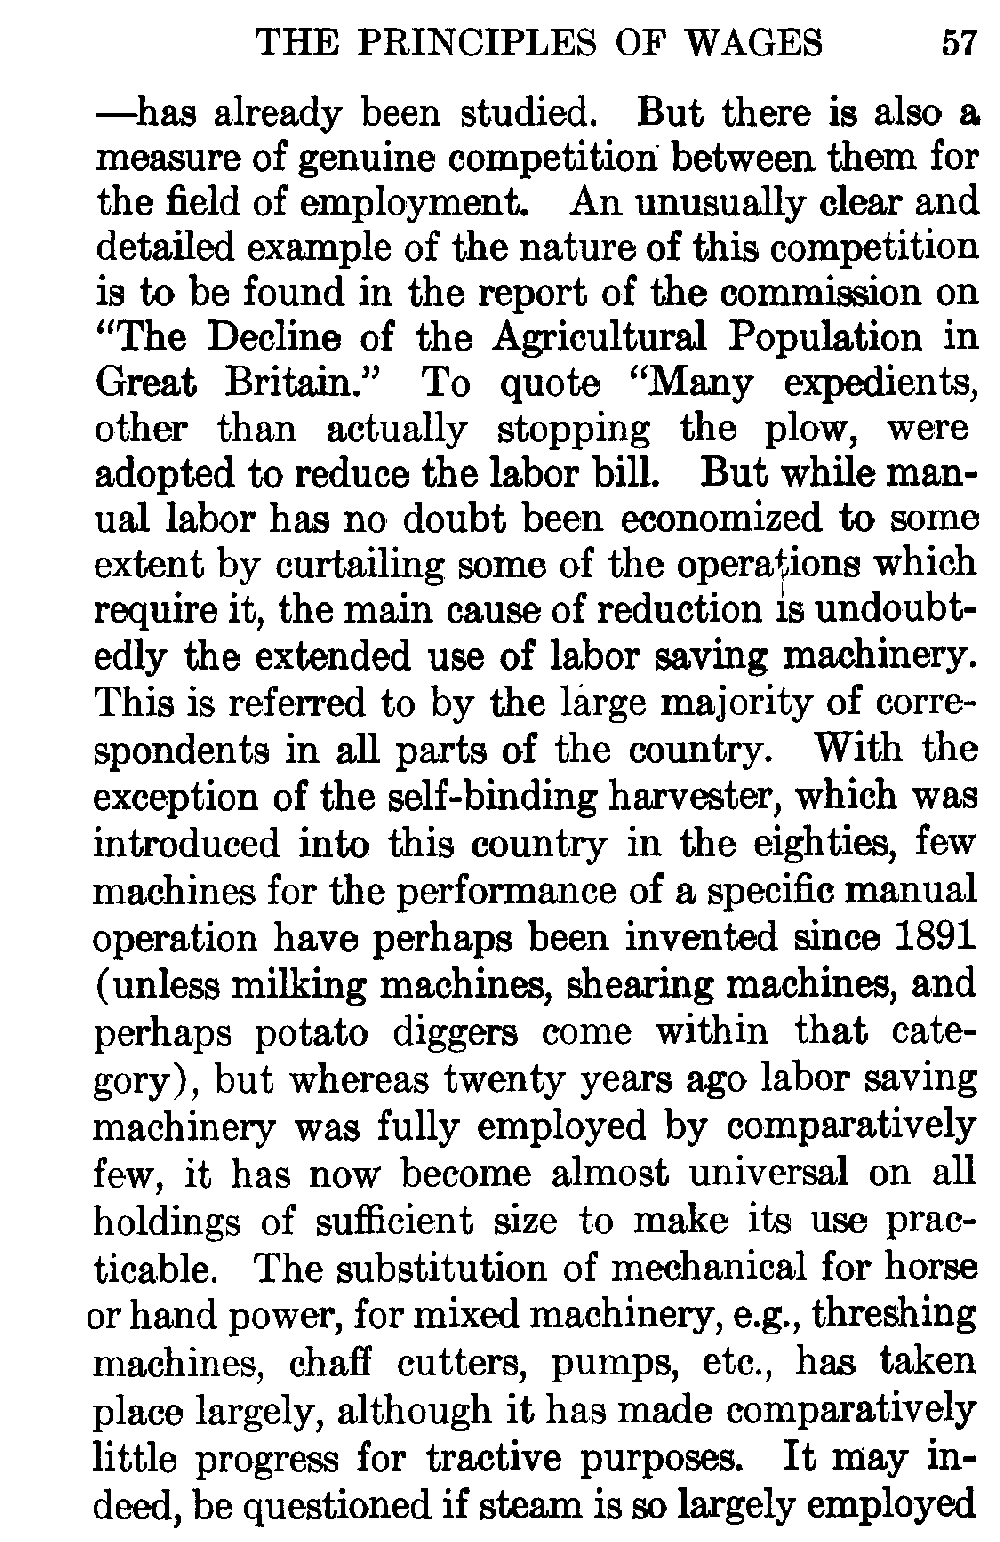 THE PRINCIPLES OF WAGES 57
—has already been studied. But there is also a
measure of genuine competition between them for
the field of employment. An unusually clear and
detailed example of the nature of this competition
is to be found in the report of the commission on
“The Decline of the Agricultural Population in
Great Britain.” To quote “Many expedients,
other than actually stopping the plow, were
adopted to reduce the labor bill. But while man-
ual labor has no doubt been economized to some
extent by curtailing some of the operations which
require it, the main cause of reduction is undoubt-
edly the extended use of labor saving machinery.
This is referred to by the large majority of corre-
spondents in all parts of the country. With the
exception of the self-binding harvester, which was
introduced into this country in the eighties, few
machines for the performance of a specific manual
operation have perhaps been invented since 1891
(unless milking machines, shearing machines, and
perhaps potato diggers come within that cate-
gory), but whereas twenty years ago labor saving
machinery was fully employed by comparatively
few, it has now become almost universal on all
holdings of sufficient size to make its use prac-
ticable. The substitution of mechanical for horse
or hand power, for mixed machinery, e.g., threshing
machines, chaff cutters, pumps, etc., has taken
place largely, although it has made comparatively
little progress for tractive purposes. It may in-
deed, be questioned if steam is so largely employed